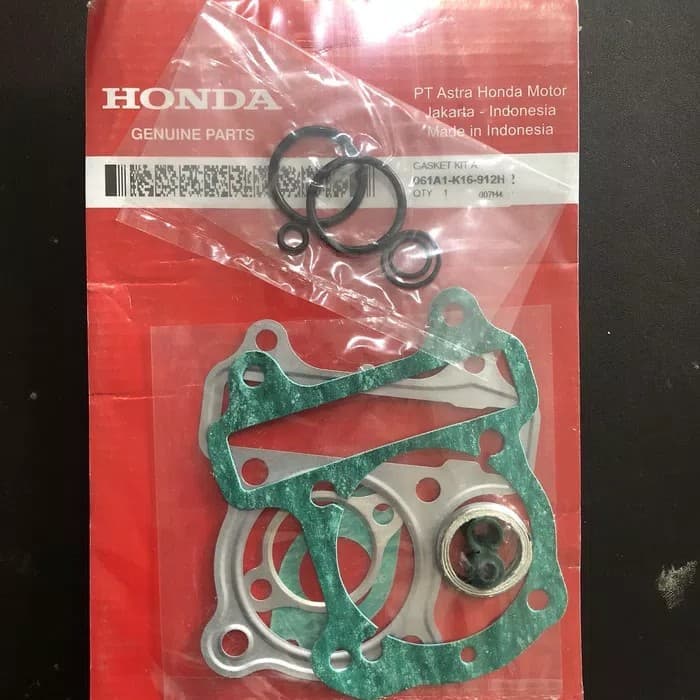 HONDA
GENUINE PARTS
PT Astra Honda Motor
Jakarta - Indonesia
Made in Indonesia
GASKET KIT A
061A1-K16-912H
QTY 1 007H4